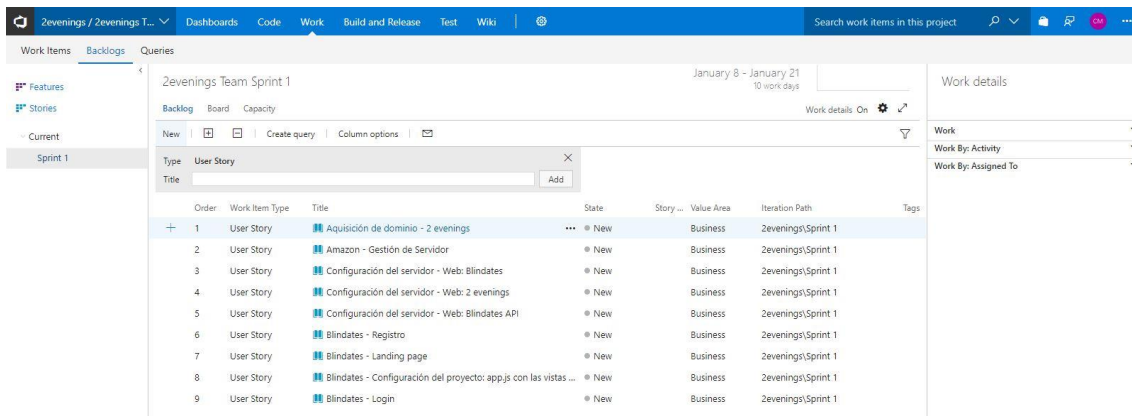 2evenings / 2evenings T... Dashboards Code Work Build and Release Test Wiki Search work items in this project CM
Work Items Backlogs Queries
Features
Stories
Current
Sprint 1
2evenings Team Sprint 1
January 8 - January 21
10 work days
Backlog Board Capacity
Work details On
New Create query Column options
Type User Story
Title Add
Order Work Item Type Title State Story ... Value Area Iteration Path Tags
1 User Story Aquisición de dominio - 2 evenings ... New Business 2evenings\Sprint 1
2 User Story Amazon - Gestión de Servidor New Business 2evenings\Sprint 1
3 User Story Configuración del servidor - Web: Blindates New Business 2evenings\Sprint 1
4 User Story Configuración del servidor - Web: 2 evenings New Business 2evenings\Sprint 1
5 User Story Configuración del servidor - Web: Blindates API New Business 2evenings\Sprint 1
6 User Story Blindates - Registro New Business 2evenings\Sprint 1
7 User Story Blindates - Landing page New Business 2evenings\Sprint 1
8 User Story Blindates - Configuración del proyecto: app.js con las vistas ... New Business 2evenings\Sprint 1
9 User Story Blindates - Login New Business 2evenings\Sprint 1
Work details
Work
Work By: Activity
Work By: Assigned To